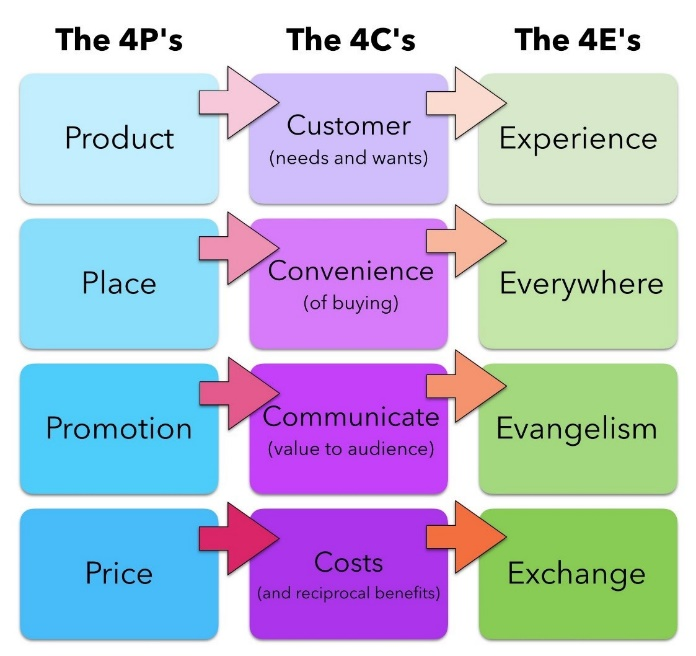 The 4P's
The 4C's
The 4E's
Product
Customer
(needs and wants)
Experience
Place
Convenience
(of buying)
Everywhere
Promotion
Communicate
(value to audience)
Evangelism
Price
Costs
(and reciprocal benefits)
Exchange